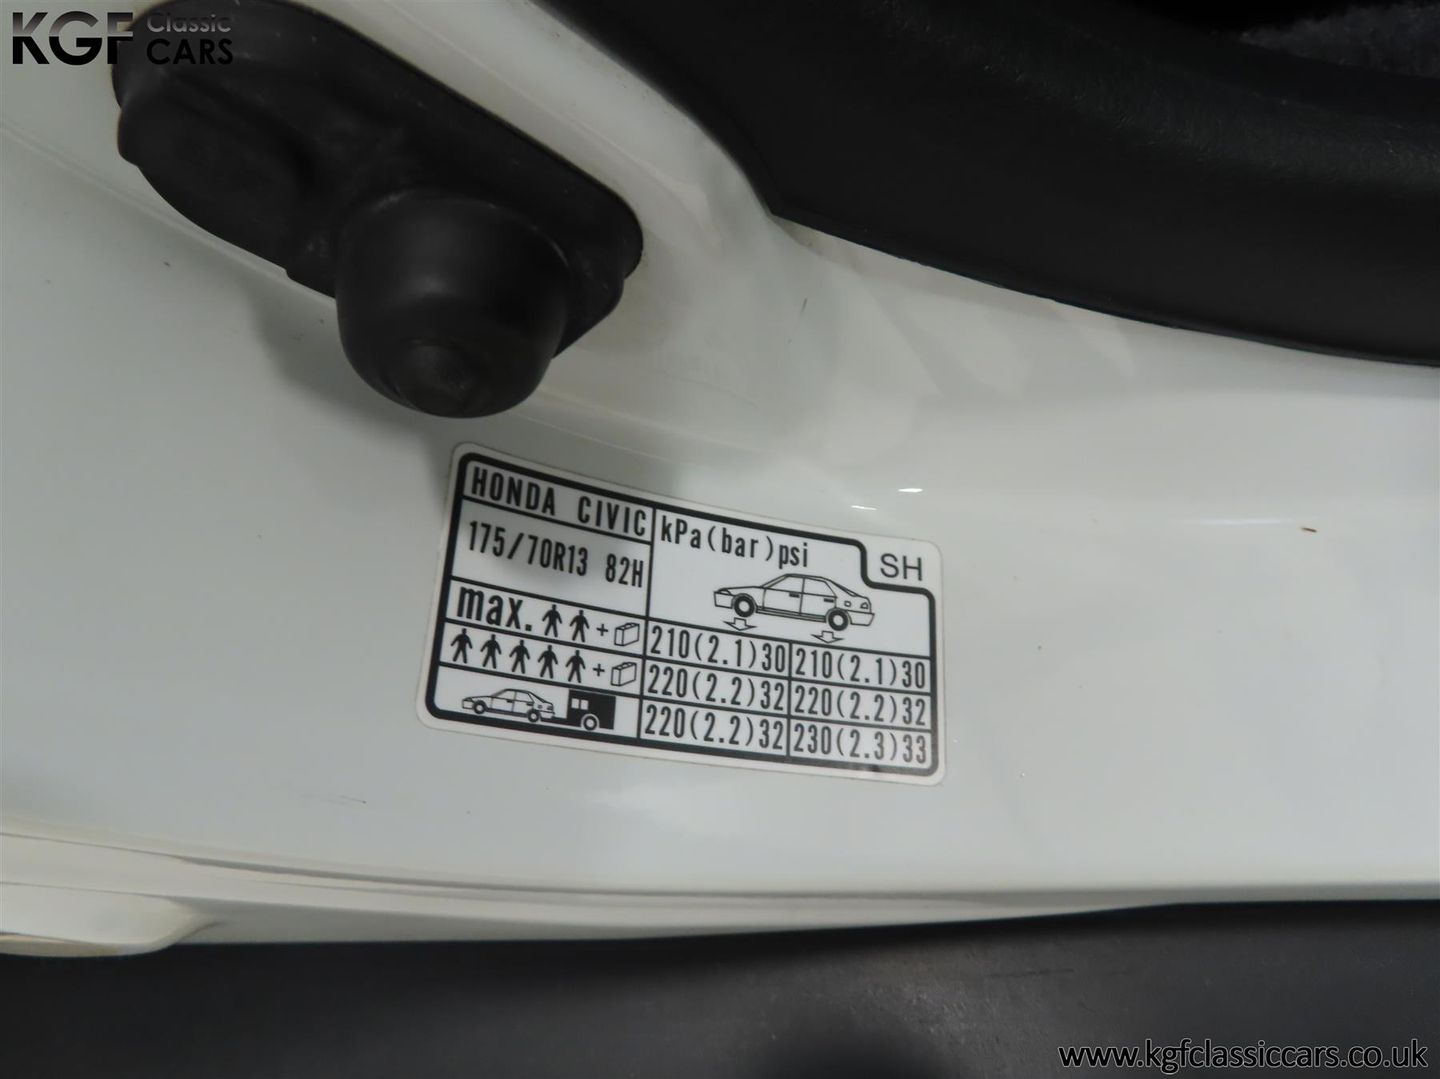 KGF Classic CARS
HONDA CIVIC
kPa(bar)psi
SH
175/70R13 82H
max. +
210(2.1)30 210(2.1)30
+ 220(2.2)32 220(2.2)32
220(2.2)32 230(2.3)33
www.kgfclassiccars.co.uk